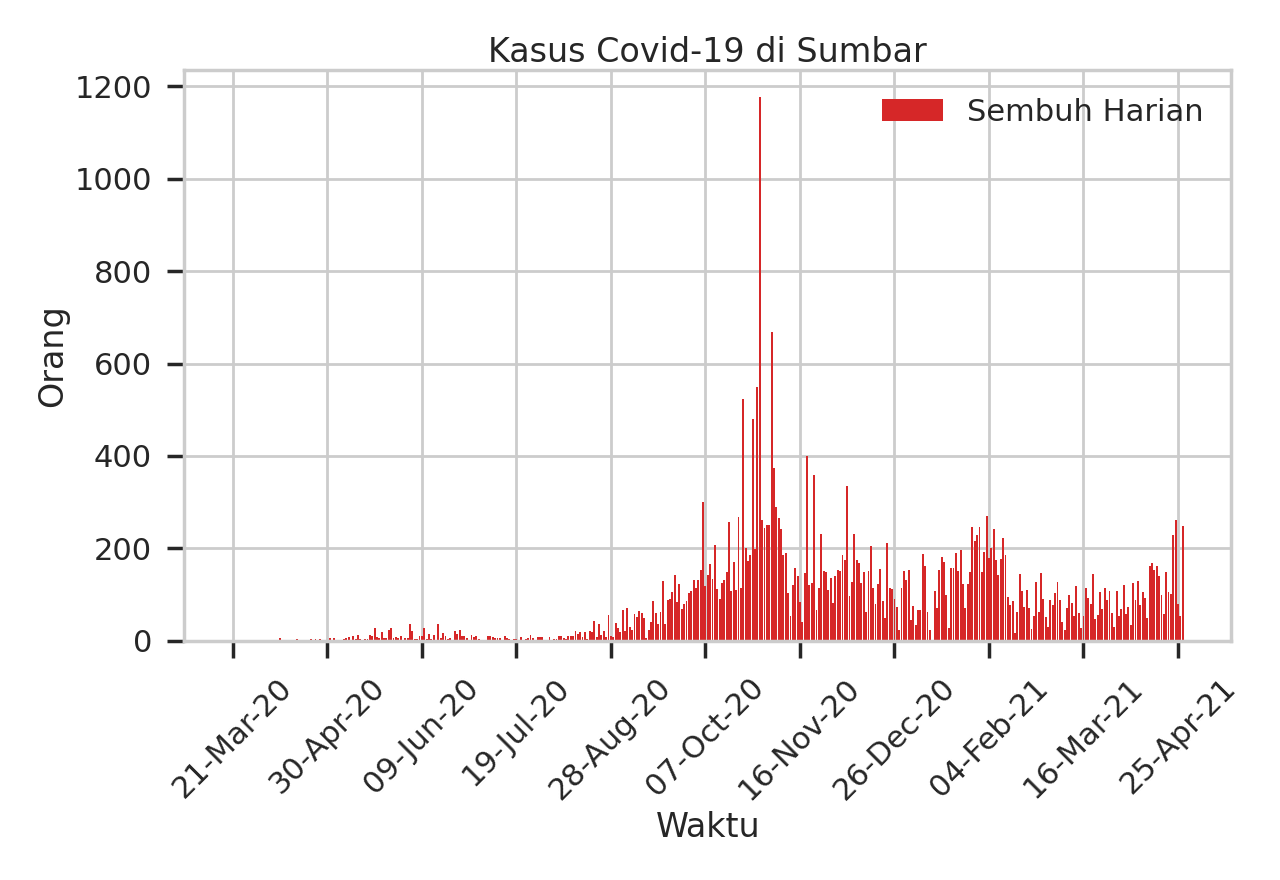 Kasus Covid-19 di Sumbar
Sembuh Harian
Orang
1200
1000
800
600
400
200
0
21-Mar-20
30-Apr-20
09-Jun-20
19-Jul-20
28-Aug-20
07-Oct-20
16-Nov-20
26-Dec-20
04-Feb-21
16-Mar-21
25-Apr-21
Waktu